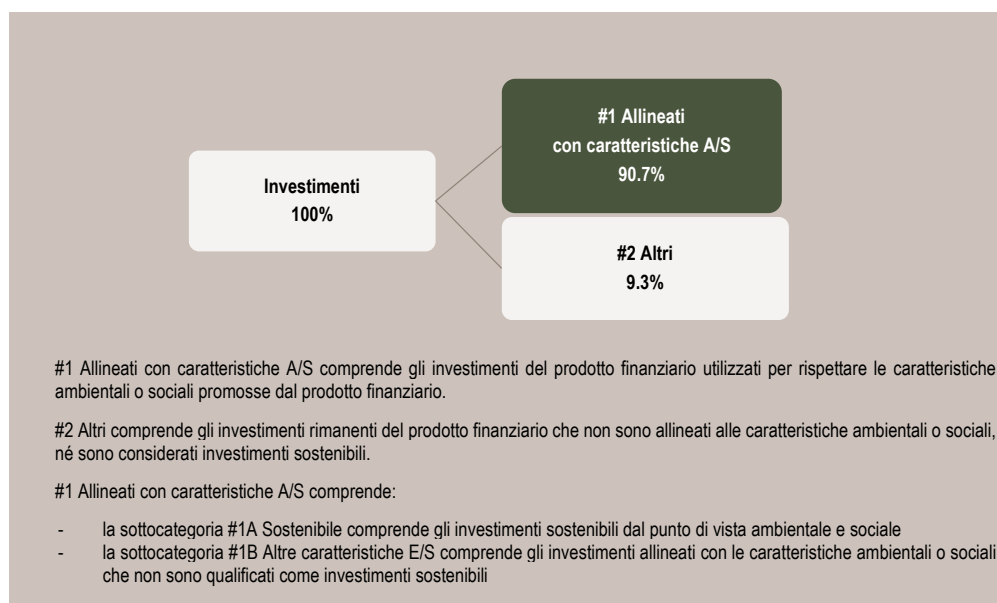 #1 Allineati
con caratteristiche A/S
90.7%
Investimenti
100%
#2 Altri
9.3%
#1 Allineati con caratteristiche A/S comprende gli investimenti del prodotto finanziario utilizzati per rispettare le caratteristiche
ambientali o sociali promosse dal prodotto finanziario.
#2 Altri comprende gli investimenti rimanenti del prodotto finanziario che non sono allineati alle caratteristiche ambientali o sociali,
né sono considerati investimenti sostenibili.
#1 Allineati con caratteristiche A/S comprende:
- la sottocategoria #1A Sostenibile comprende gli investimenti sostenibili dal punto di vista ambientale e sociale
- la sottocategoria #1B Altre caratteristiche E/S comprende gli investimenti allineati con le caratteristiche ambientali o sociali
che non sono qualificati come investimenti sostenibili